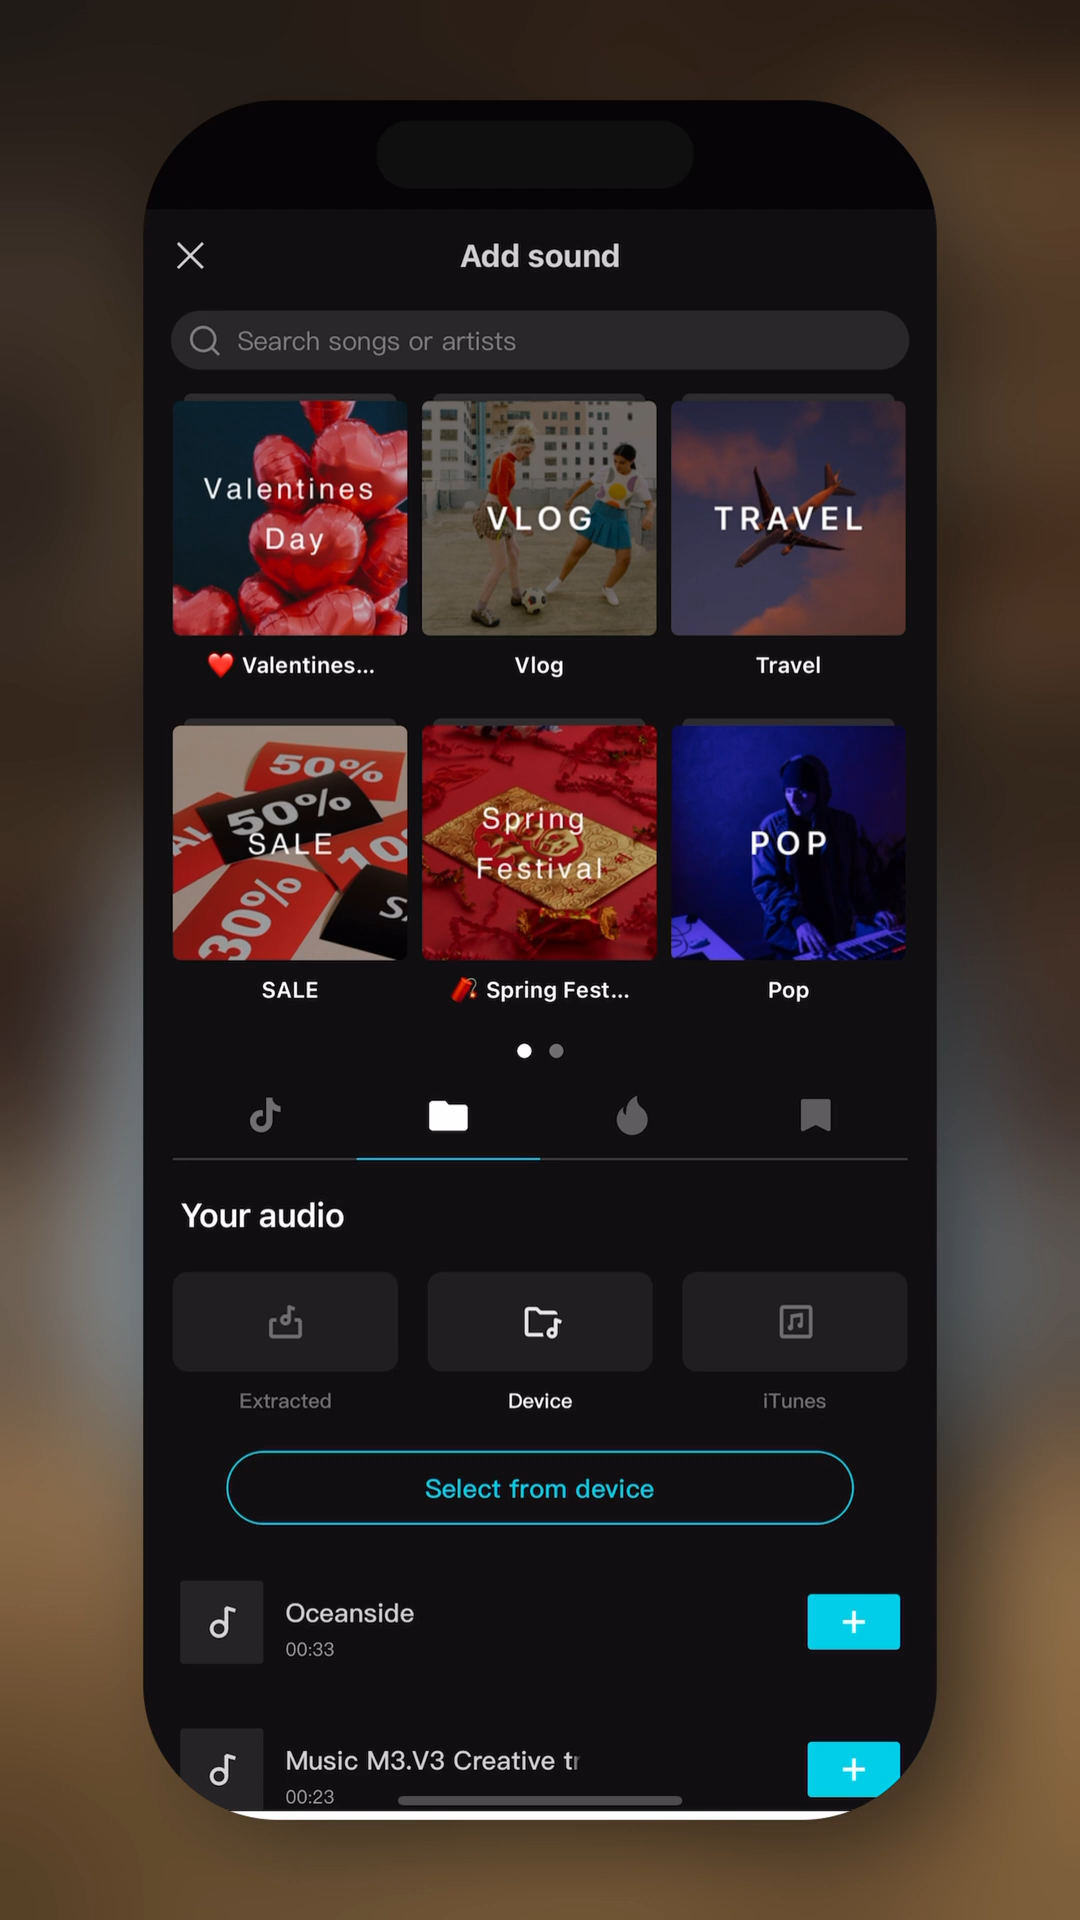 Add sound
Search songs or artists
Valentines
Day
VLOG
TRAVEL
❤️ Valentines...
Vlog
Travel
50%
50%
SALE
10
30%
S
Spring
Festival
POP
SALE
🧨 Spring Fest...
Pop
Your audio
Extracted
Device
iTunes
Select from device
Oceanside
00:33
Music M3.V3 Creative tr
00:23